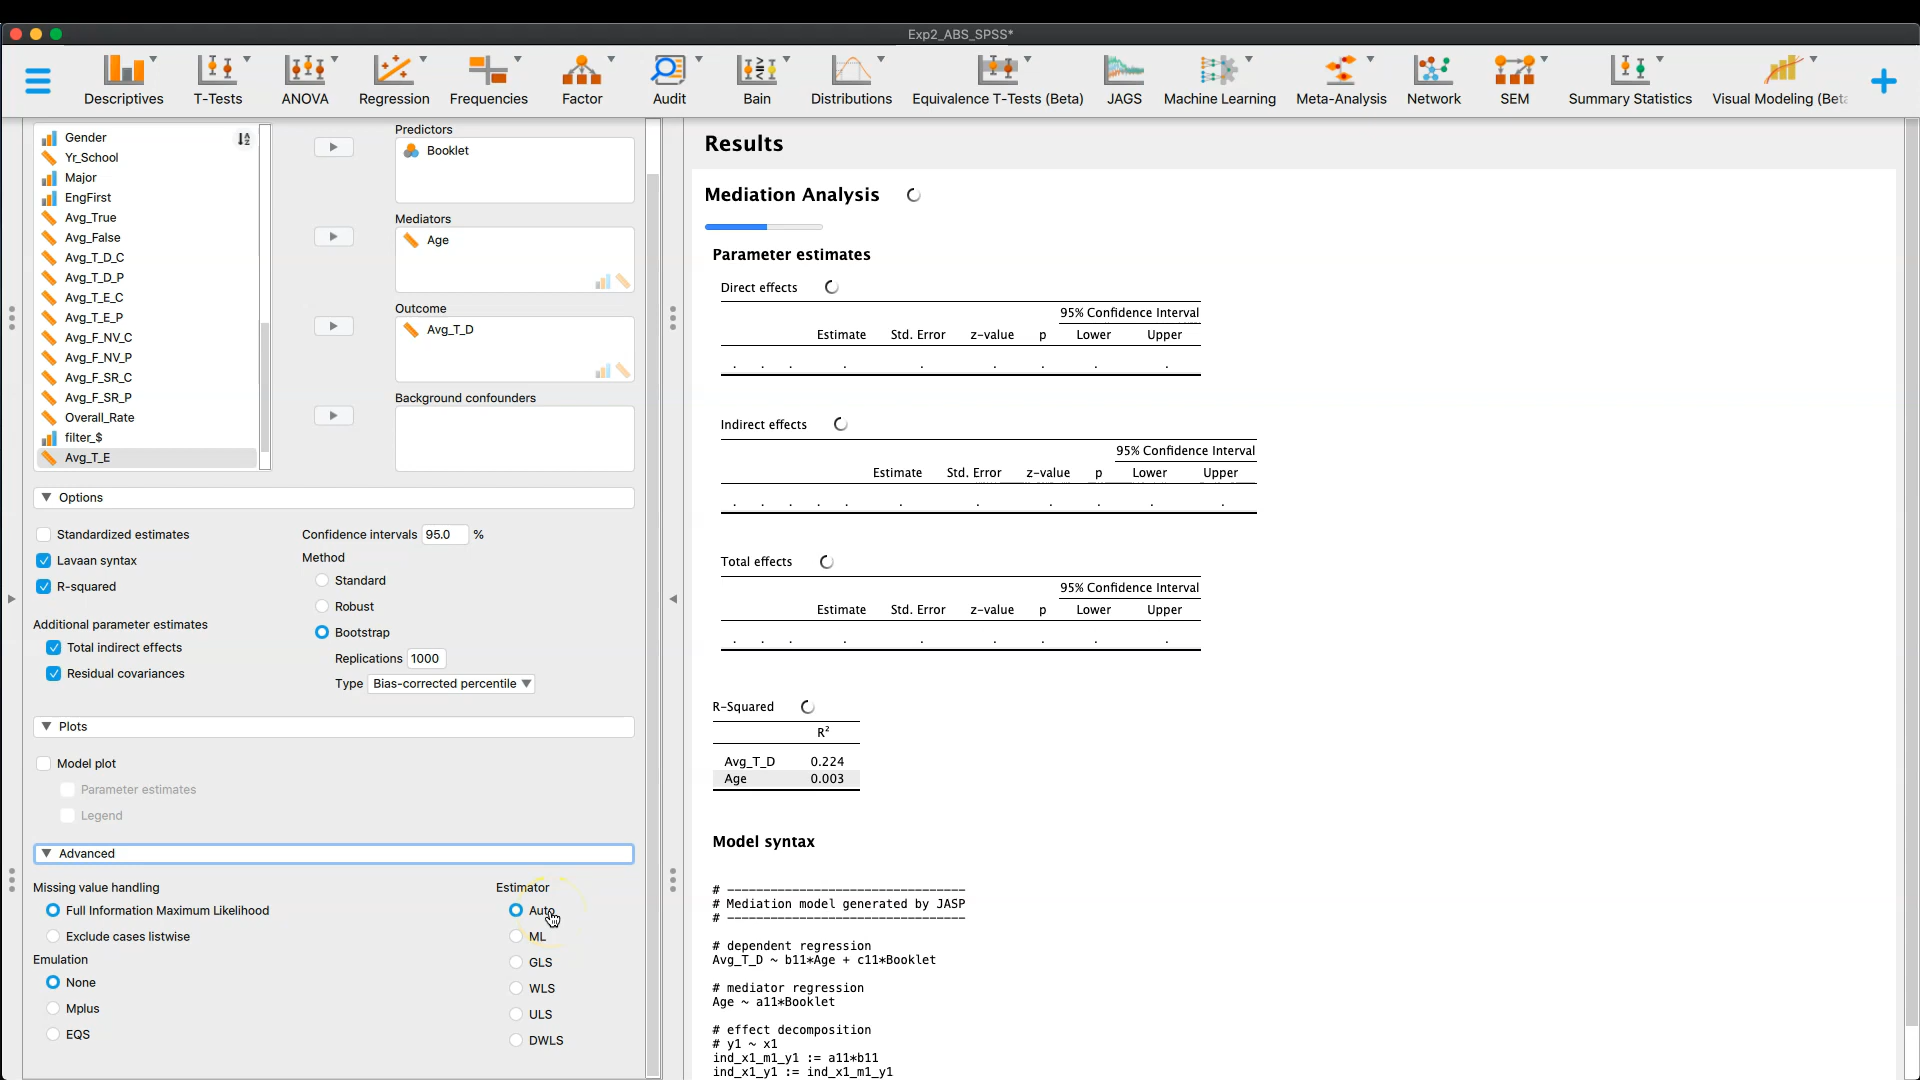 Exp2_ABS_SPSS*
Descriptives
T-Tests
ANOVA
Regression
Frequencies
Factor
Audit
Bain
Distributions
Equivalence T-Tests (Beta)
JAGS
Machine Learning
Meta-Analysis
Network
SEM
Summary Statistics
Visual Modeling (Beta
Gender
Yr_School
Major
EngFirst
Avg_True
Avg_False
Avg_T_D_C
Avg_T_D_P
Avg_T_E_C
Avg_T_E_P
Avg_F_NV_C
Avg_F_NV_P
Avg_F_SR_C
Avg_F_SR_P
Overall_Rate
filter_$
Avg_T_E
Predictors
Booklet
Mediators
Age
Outcome
Avg_T_D
Background confounders
Options
Standardized estimates
Lavaan syntax
R-squared
Additional parameter estimates
Total indirect effects
Residual covariances
Confidence intervals 95.0 %
Method
Standard
Robust
Bootstrap
Replications 1000
Type Bias-corrected percentile
Plots
Model plot
Parameter estimates
Legend
Advanced
Missing value handling
Full Information Maximum Likelihood
Exclude cases listwise
Emulation
None
Mplus
EQS
Estimator
Auto
ML
GLS
WLS
ULS
DWLS
Results
Mediation Analysis
Parameter estimates
Direct effects
95% Confidence Interval
Estimate Std. Error z-value p Lower Upper
. . . . . . . . .
Indirect effects
95% Confidence Interval
Estimate Std. Error z-value p Lower Upper
. . . . . . . . . . .
Total effects
95% Confidence Interval
Estimate Std. Error z-value p Lower Upper
. . . . . . . . .
R-Squared
R²
Avg_T_D 0.224
Age 0.003
Model syntax
# ---------------------------------
# Mediation model generated by JASP
# ---------------------------------
# dependent regression
Avg_T_D ~ b11*Age + c11*Booklet
# mediator regression
Age ~ a11*Booklet
# effect decomposition
# y1 ~ x1
ind_x1_m1_y1 := a11*b11
ind_x1_y1 := ind_x1_m1_y1